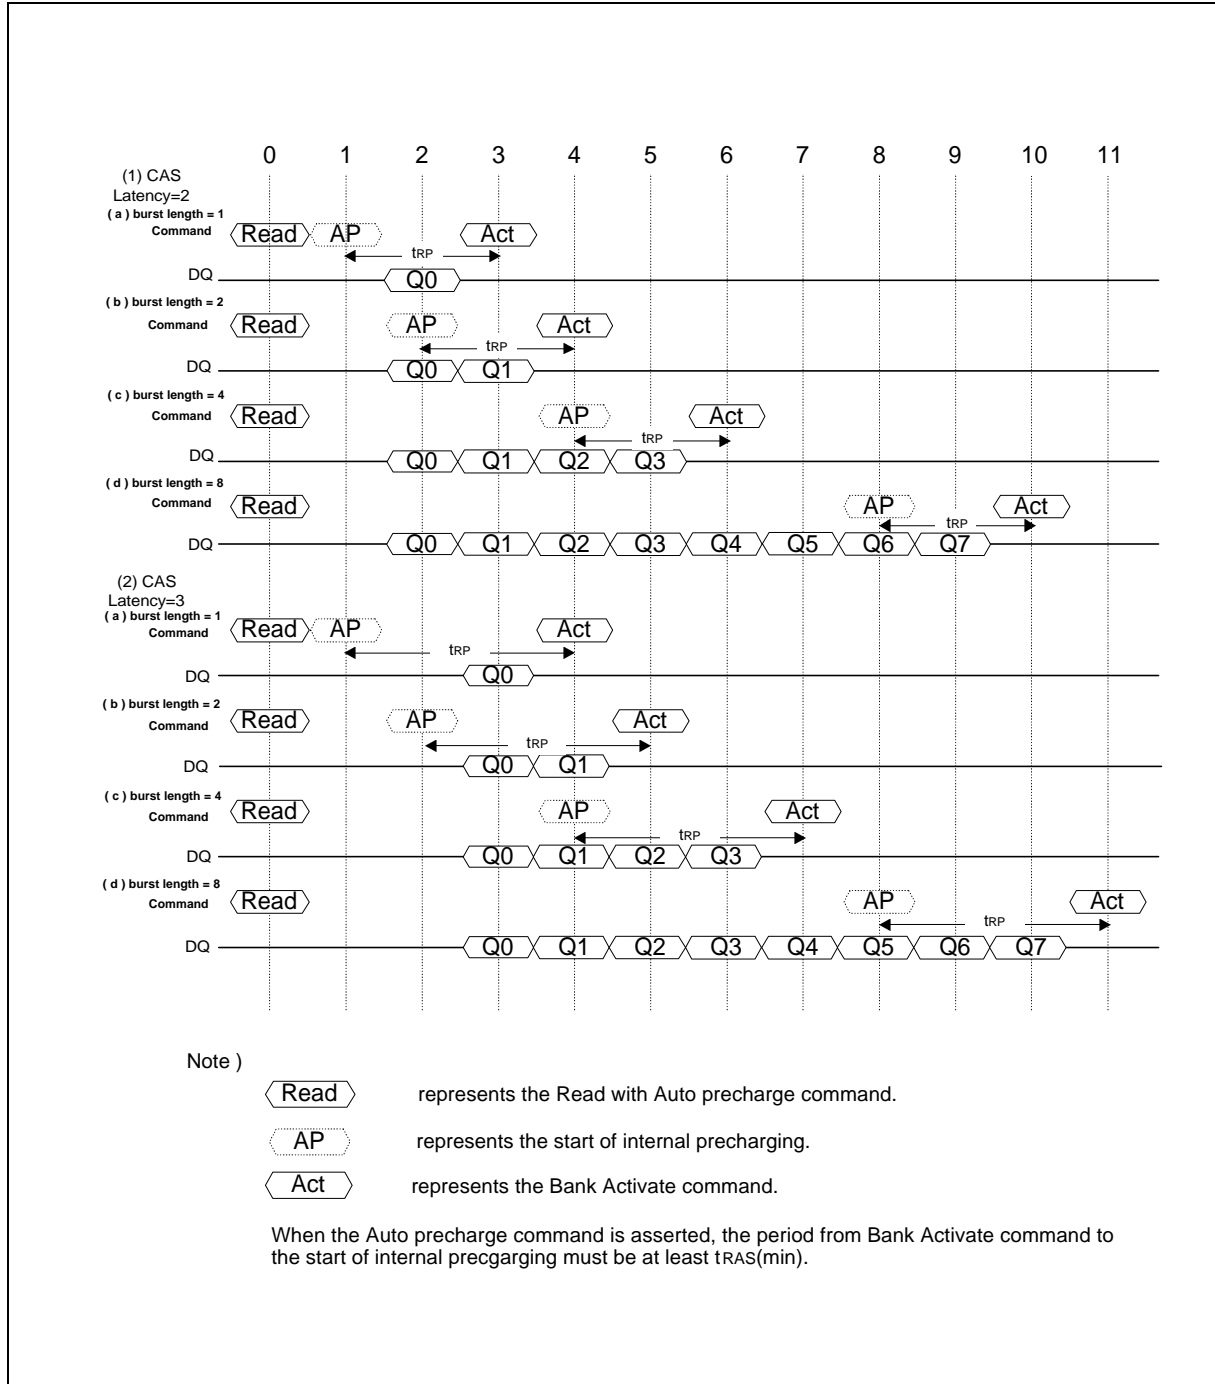 0 1 2 3 4 5 6 7 8 9 10 11
(1) CAS
Latency=2
( a ) burst length = 1
Command Read AP Act
tRP
DQ Q0
( b ) burst length = 2
Command Read AP Act
tRP
DQ Q0 Q1
( c ) burst length = 4
Command Read AP Act
tRP
DQ Q0 Q1 Q2 Q3
( d ) burst length = 8
Command Read AP Act
tRP
DQ Q0 Q1 Q2 Q3 Q4 Q5 Q6 Q7
(2) CAS
Latency=3
( a ) burst length = 1
Command Read AP Act
tRP
DQ Q0
( b ) burst length = 2
Command Read AP Act
tRP
DQ Q0 Q1
( c ) burst length = 4
Command Read AP Act
tRP
DQ Q0 Q1 Q2 Q3
( d ) burst length = 8
Command Read AP Act
tRP
DQ Q0 Q1 Q2 Q3 Q4 Q5 Q6 Q7
Note )
Read represents the Read with Auto precharge command.
AP represents the start of internal precharging.
Act represents the Bank Activate command.
When the Auto precharge command is asserted, the period from Bank Activate command to
the start of internal precgarging must be at least tRAS(min).